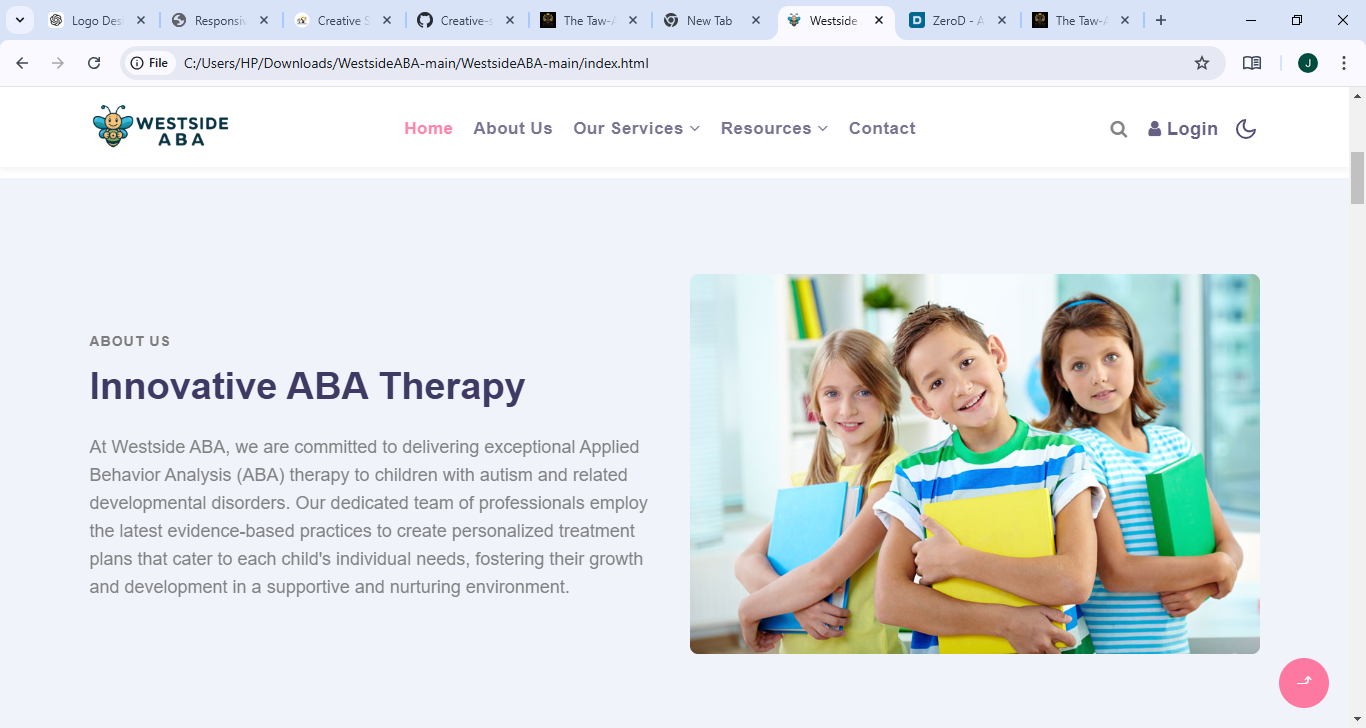 Logo Des
Responsiv
Creative S
Creative-s
The Taw-A
New Tab
Westside
ZeroD - A
The Taw-A
File
C:/Users/HP/Downloads/WestsideABA-main/WestsideABA-main/index.html
J
WESTSIDE
ABA
Home
About Us
Our Services
Resources
Contact
Login
ABOUT US
Innovative ABA Therapy
At Westside ABA, we are committed to delivering exceptional Applied
Behavior Analysis (ABA) therapy to children with autism and related
developmental disorders. Our dedicated team of professionals employ
the latest evidence-based practices to create personalized treatment
plans that cater to each child's individual needs, fostering their growth
and development in a supportive and nurturing environment.